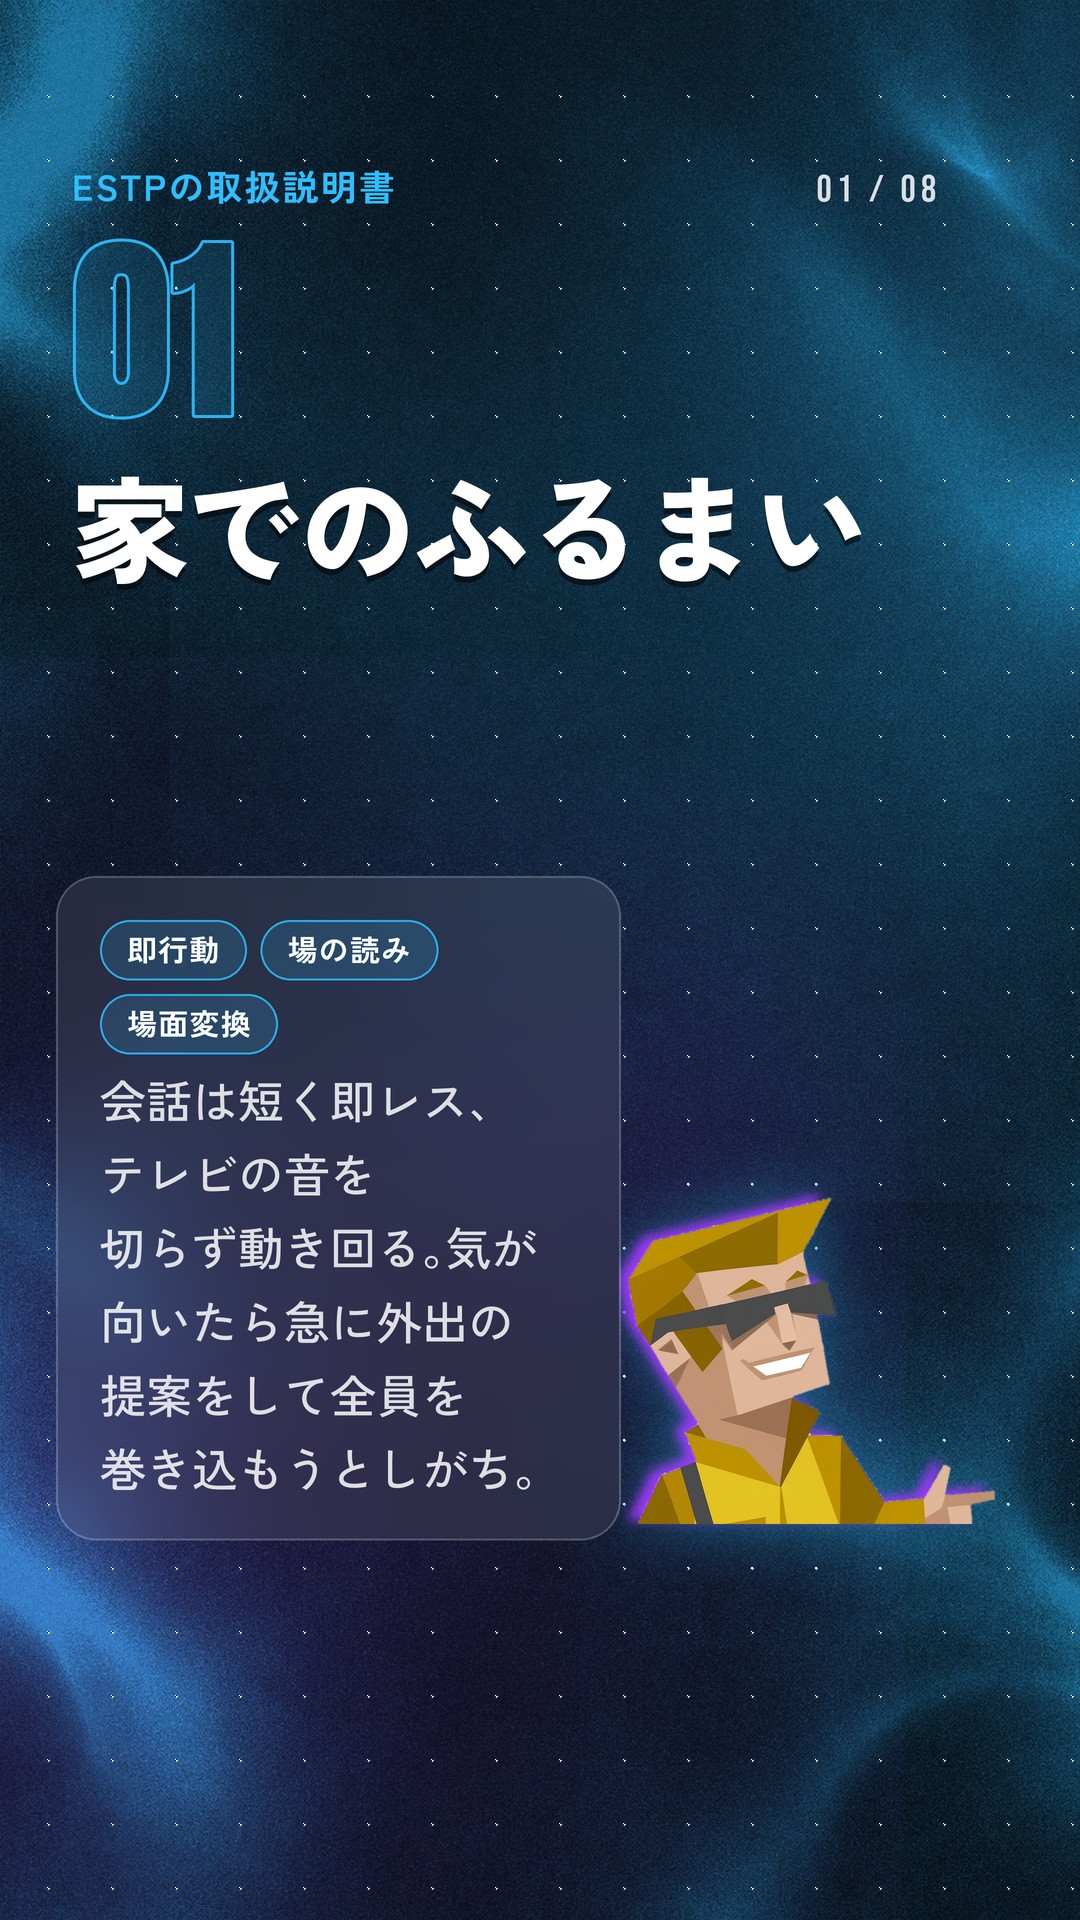 ESTPの取扱説明書
01 / 08
01
家でのふるまい
即行動
場の読み
場面変換
会話は短く即レス、
テレビの音を
切らず動き回る。気が
向いたら急に外出の
提案をして全員を
巻き込もうとしがち。